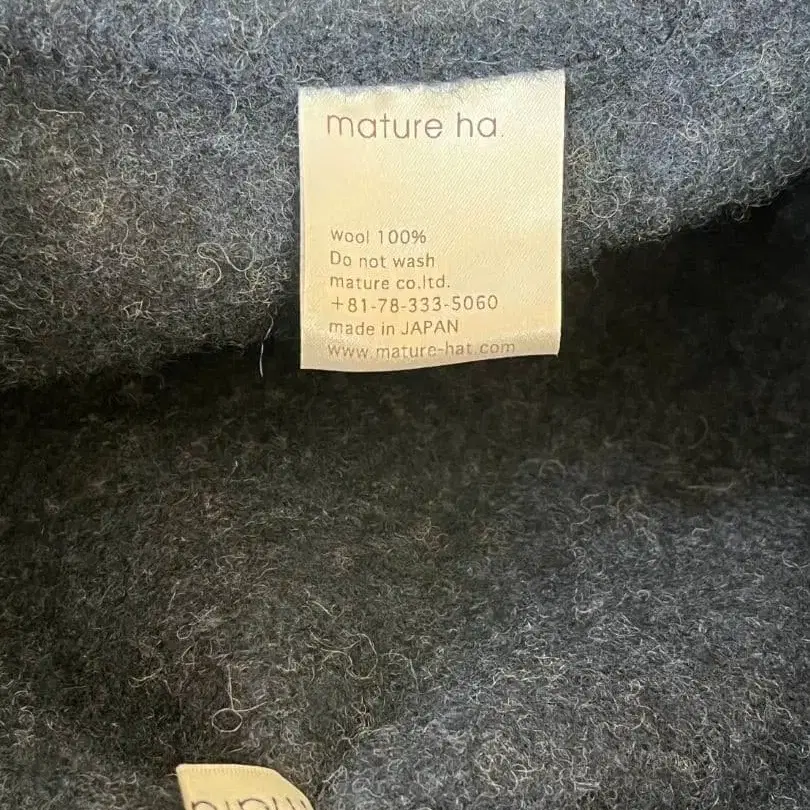 mature ha.
wool 100%
Do not wash
mature co.ltd.
+81-78-333-5060
made in JAPAN
www.mature-hat.com